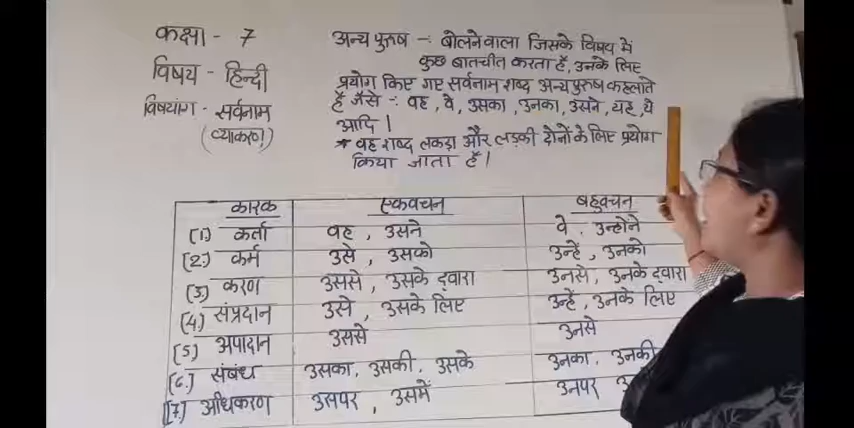 कक्षा - 7
विषय - हिन्दी
विषयांग - सर्वनाम
(व्याकरण)
अन्य पुरुष -: बोलने वाला जिसके विषय में
कुछ बातचीत करता है, उनके लिए
प्रयोग किए गए सर्वनाम शब्द अन्य पुरुष कहलाते
हैं जैसे -: वह, वे, उसका, उनका, उसने, यह, ये
आदि।
* वह शब्द लकड़ा और लड़की दोनों के लिए प्रयोग
किया जाता है।
कारक एकवचन बहुवचन
(1) कर्ता वह, उसने वे, उन्होंने
(2) कर्म उसे, उसको उन्हें, उनको
(3) करण उससे, उसके द्वारा उनसे, उनके द्वारा
(4) संप्रदान उसे, उसके लिए उन्हें, उनके लिए
(5) अपादान उससे उनसे
(6) संबंध उसका, उसकी, उसके उनका, उनकी
(7) अधिकरण उसपर, उसमें उनपर